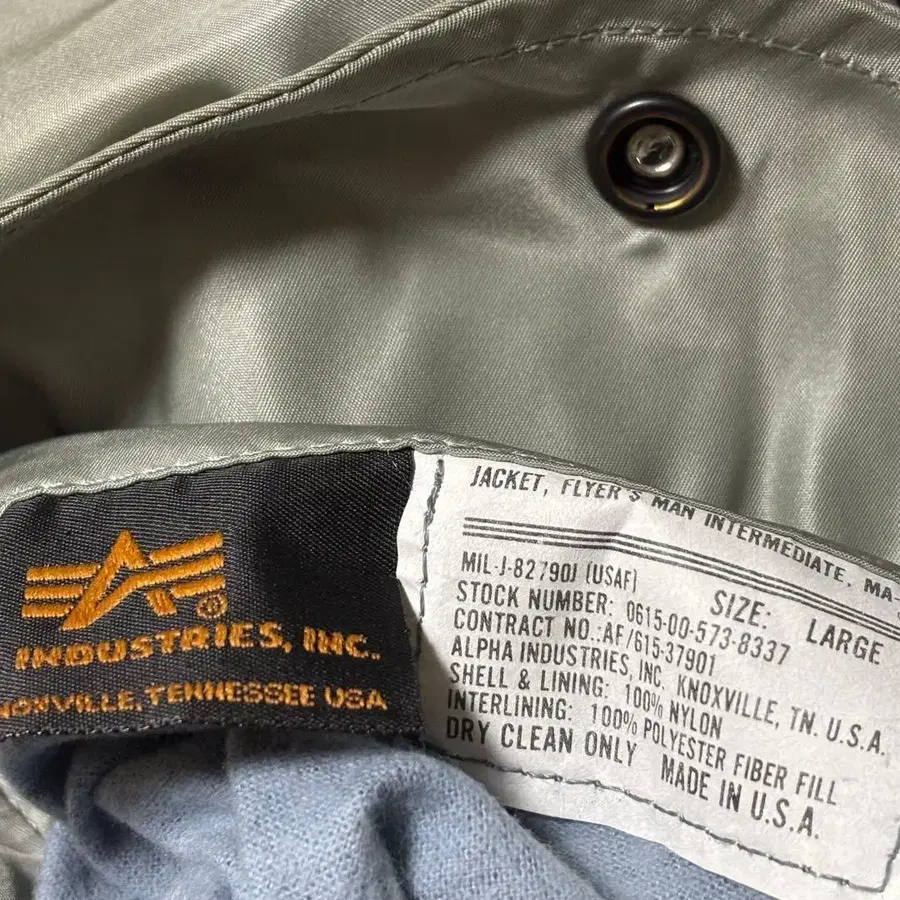 INDUSTRIES, INC.
KNOXVILLE, TENNESSEE USA
JACKET, FLYER'S MAN INTERMEDIATE, MA-
MIL-J-82790J (USAF)
SIZE: LARGE
STOCK NUMBER: 0615-00-573-8337
CONTRACT NO.:AF/615-37901
ALPHA INDUSTRIES, INC. KNOXVILLE, TN. U.S.A.
SHELL & LINING: 100% NYLON
INTERLINING: 100% POLYESTER FIBER FILL
DRY CLEAN ONLY MADE IN U.S.A.